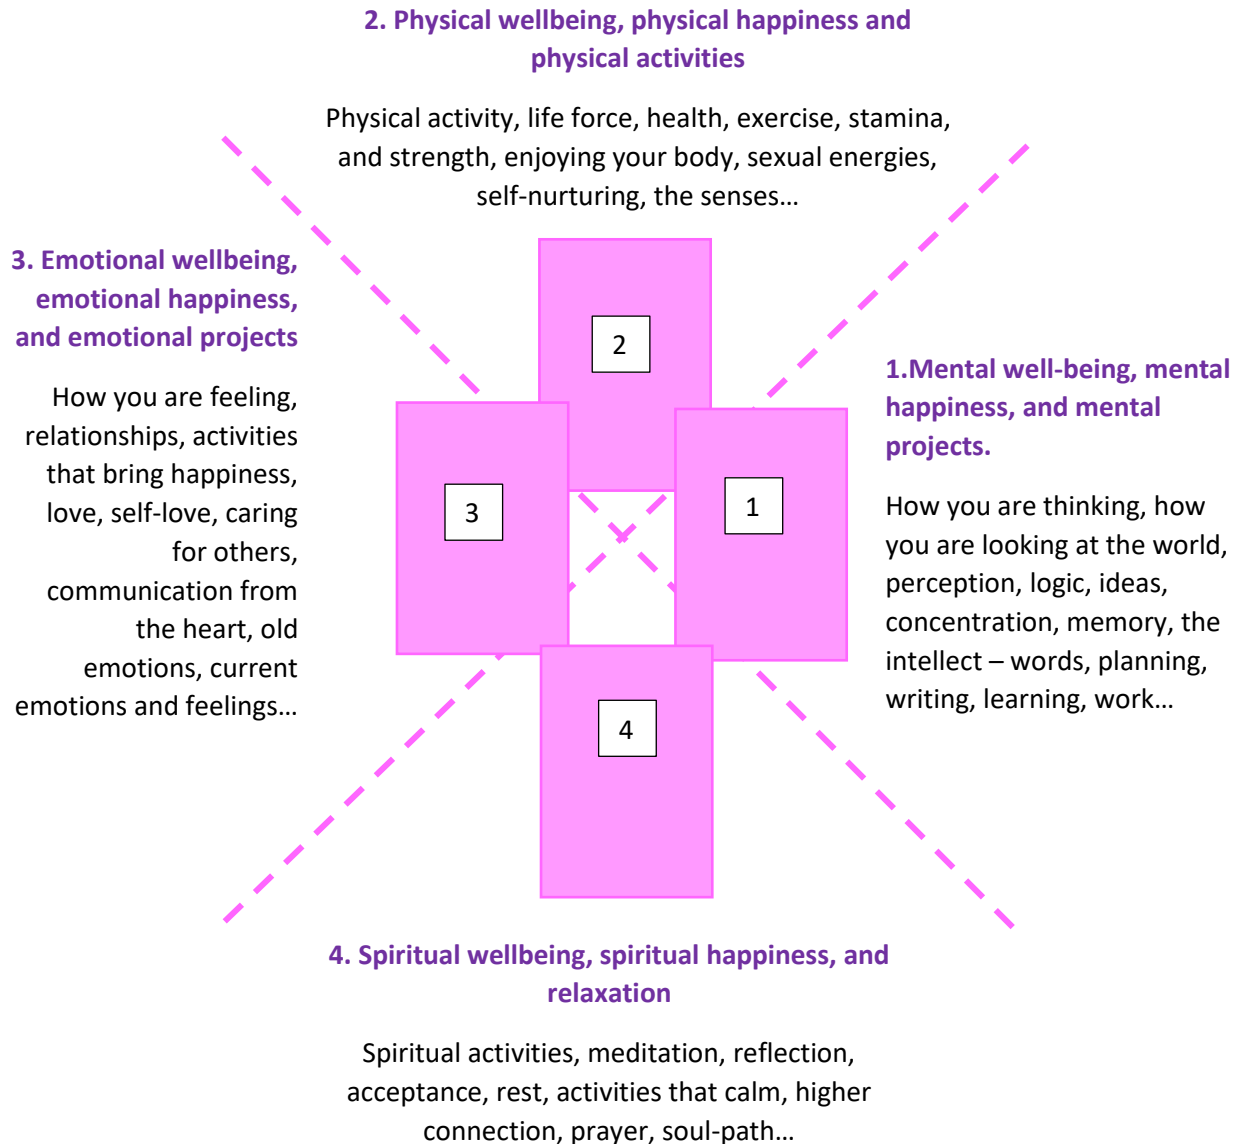 2. Physical wellbeing, physical happiness and
physical activities
Physical activity, life force, health, exercise, stamina,
and strength, enjoying your body, sexual energies,
self-nurturing, the senses…
3. Emotional wellbeing,
emotional happiness,
and emotional projects
How you are feeling,
relationships, activities
that bring happiness,
love, self-love, caring
for others,
communication from
the heart, old
emotions, current
emotions and feelings…
2
3
1
4
1.Mental well-being, mental
happiness, and mental
projects.
How you are thinking, how
you are looking at the world,
perception, logic, ideas,
concentration, memory, the
intellect – words, planning,
writing, learning, work…
4. Spiritual wellbeing, spiritual happiness, and
relaxation
Spiritual activities, meditation, reflection,
acceptance, rest, activities that calm, higher
connection, prayer, soul-path…